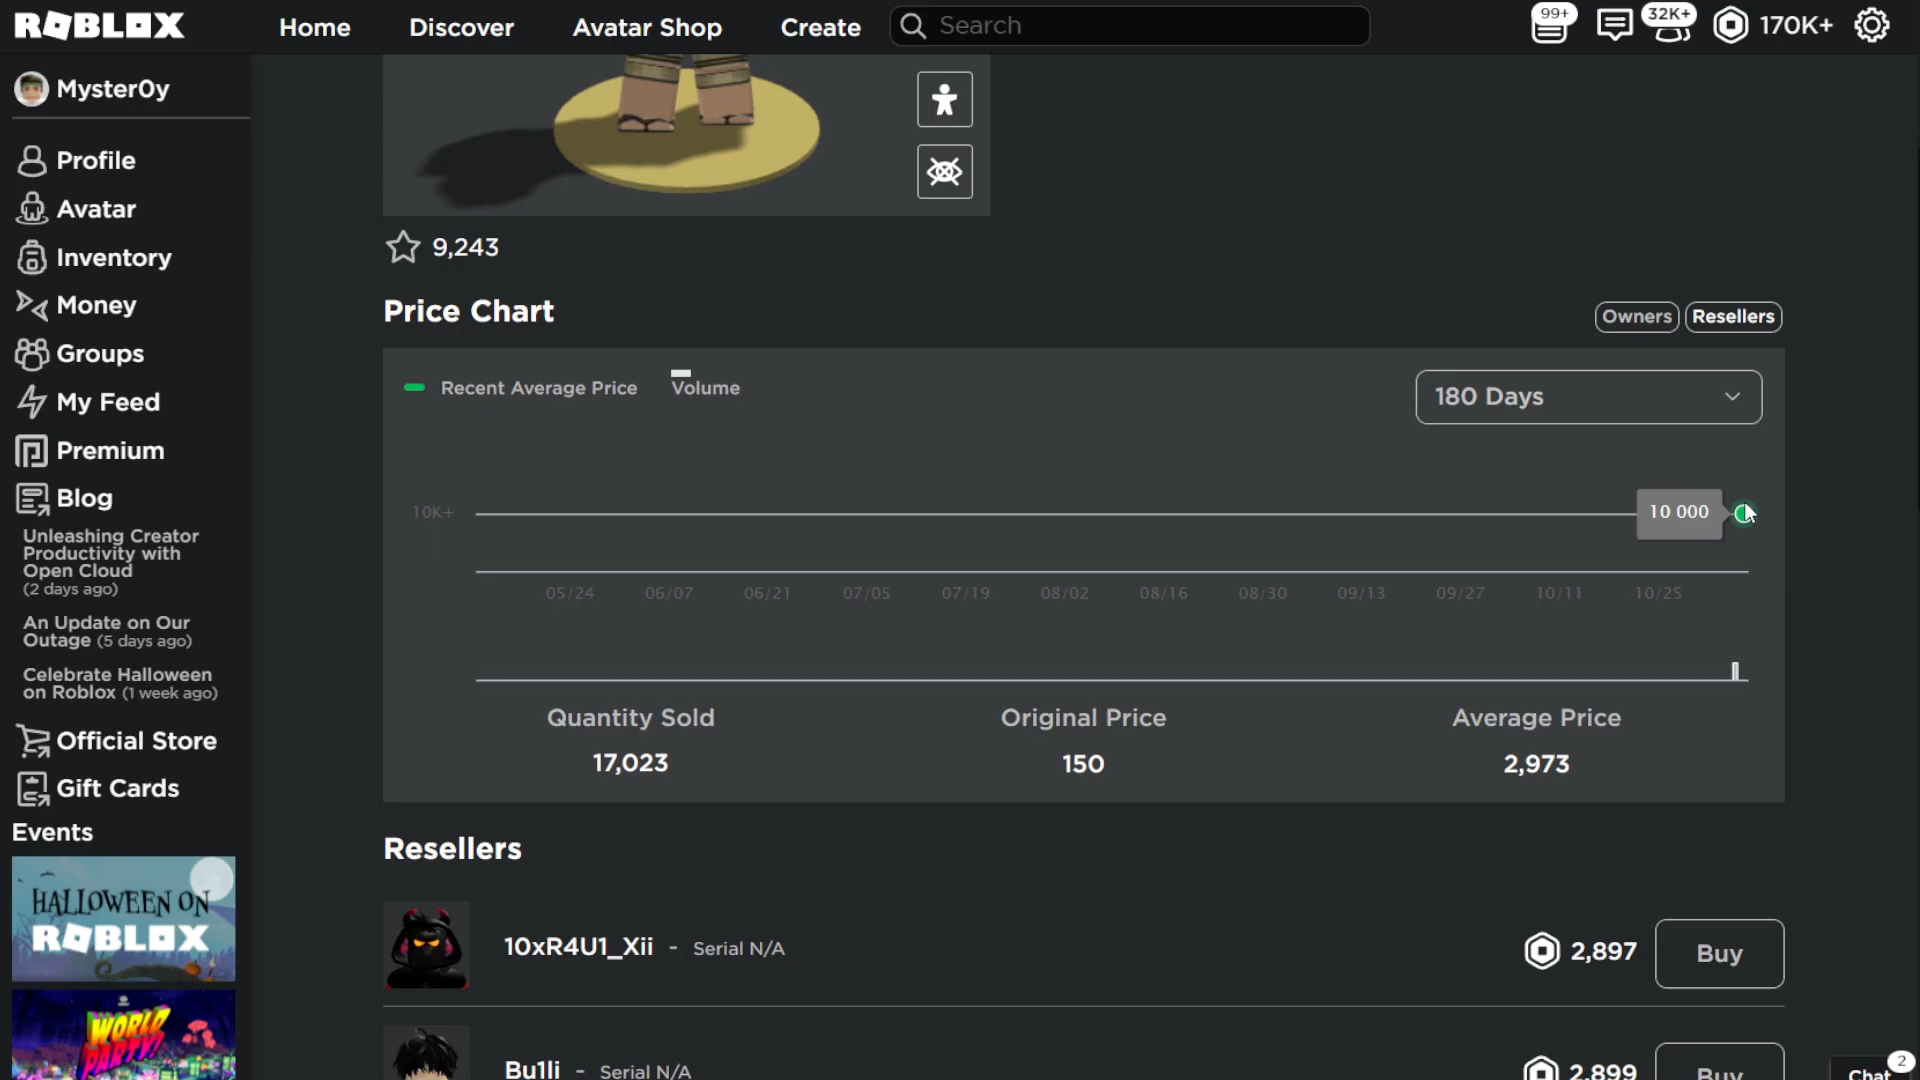 ROBLOX
Home
Discover
Avatar Shop
Create
Search
99+
32K+
170K+
Myster0y
Profile
Avatar
Inventory
Money
Groups
My Feed
Premium
Blog
Unleashing Creator
Productivity with
Open Cloud
(2 days ago)
An Update on Our
Outage (5 days ago)
Celebrate Halloween
on Roblox (1 week ago)
Official Store
Gift Cards
Events
HALLOWEEN ON
ROBLOX
WORLD
PARTY!
9,243
Price Chart
Owners
Resellers
Recent Average Price
Volume
180 Days
10K+
10 000
05/24 06/07 06/21 07/05 07/19 08/02 08/16 08/30 09/13 09/27 10/11 10/25
Quantity Sold
17,023
Original Price
150
Average Price
2,973
Resellers
10xR4U1_Xii - Serial N/A
2,897
Buy
Bu1li - Serial N/A
2,899
Buy
Chat
2